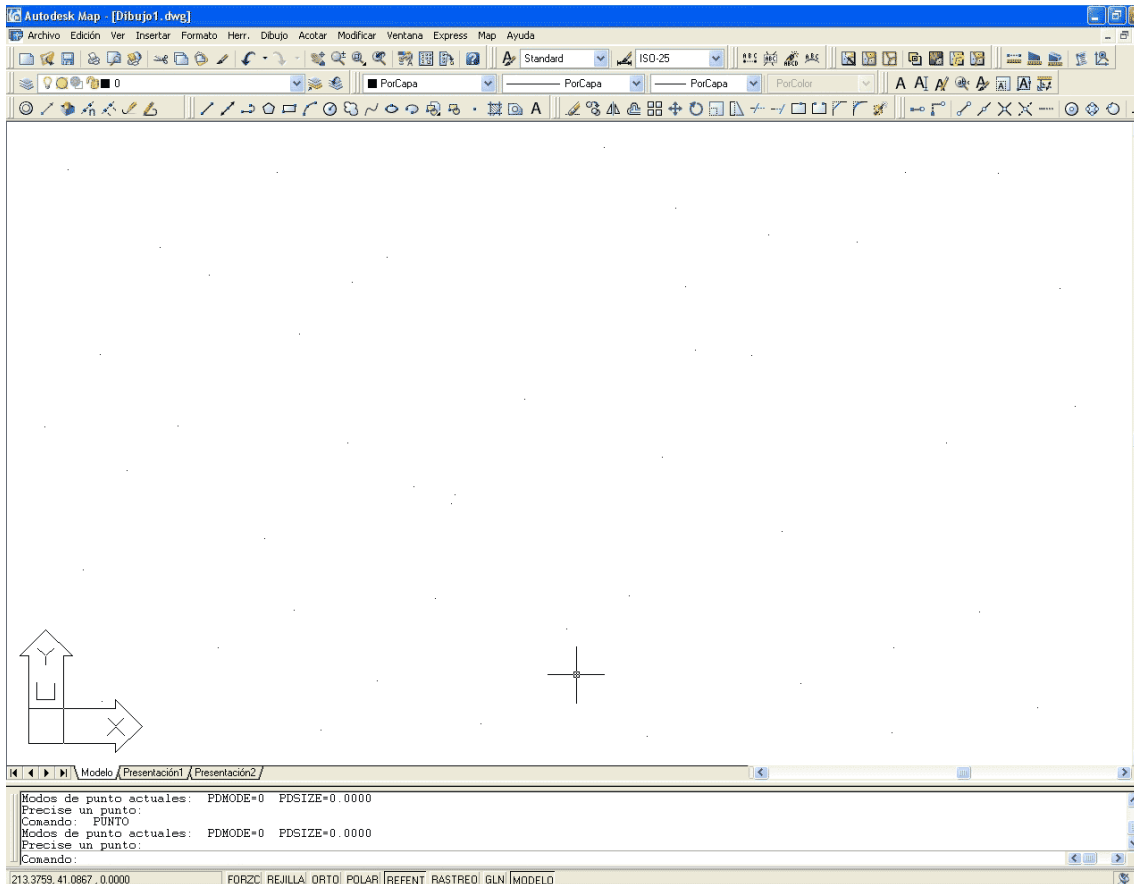 Autodesk Map - [Dibujo1.dwg]
Archivo Edición Ver Insertar Formato Herr. Dibujo Acotar Modificar Ventana Express Map Ayuda
Standard ISO-25
0 PorCapa PorCapa PorCapa PorColor
Y
U
X
Modelo Presentación1 Presentación2
Modos de punto actuales: PDMODE=0 PDSIZE=0.0000
Precise un punto:
Comando: PUNTO
Modos de punto actuales: PDMODE=0 PDSIZE=0.0000
Precise un punto:
Comando:
213.3759, 41.0867 , 0.0000 FORZC REJILLA ORTO POLAR REFENT RASTREO GLN MODELO